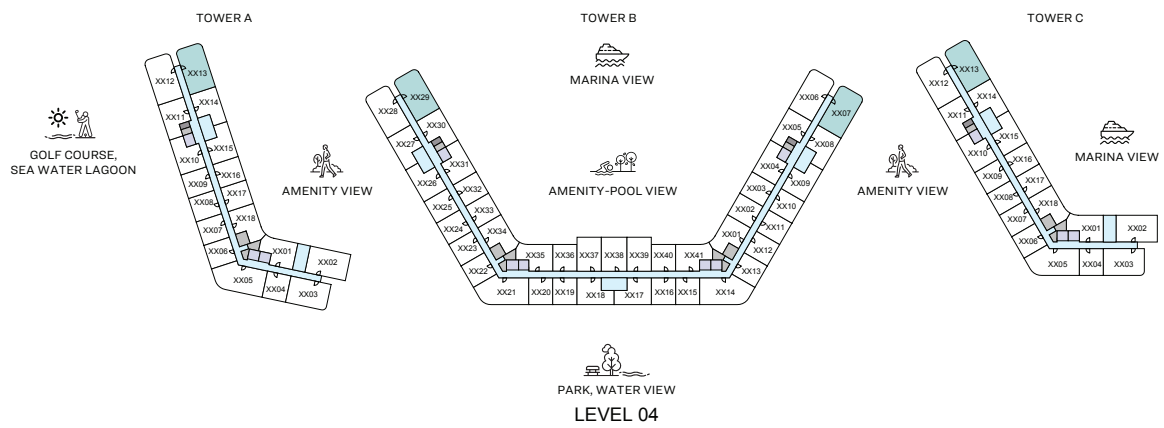 TOWER A
TOWER B
TOWER C
MARINA VIEW
GOLF COURSE,
SEA WATER LAGOON
AMENITY VIEW
AMENITY-POOL VIEW
AMENITY VIEW
MARINA VIEW
XX12
XX13
XX11
XX14
XX10
XX15
XX09
XX16
XX08
XX17
XX07
XX18
XX06
XX01
XX02
XX05
XX04
XX03
XX28
XX29
XX27
XX30
XX26
XX31
XX25
XX32
XX24
XX33
XX23
XX34
XX22
XX35
XX36
XX37
XX38
XX39
XX40
XX41
XX21
XX20
XX19
XX18
XX17
XX16
XX15
XX14
XX06
XX07
XX05
XX08
XX04
XX09
XX03
XX10
XX02
XX11
XX01
XX12
XX13
XX12
XX13
XX11
XX14
XX10
XX15
XX09
XX16
XX08
XX17
XX07
XX18
XX06
XX01
XX02
XX05
XX04
XX03
PARK, WATER VIEW
LEVEL 04